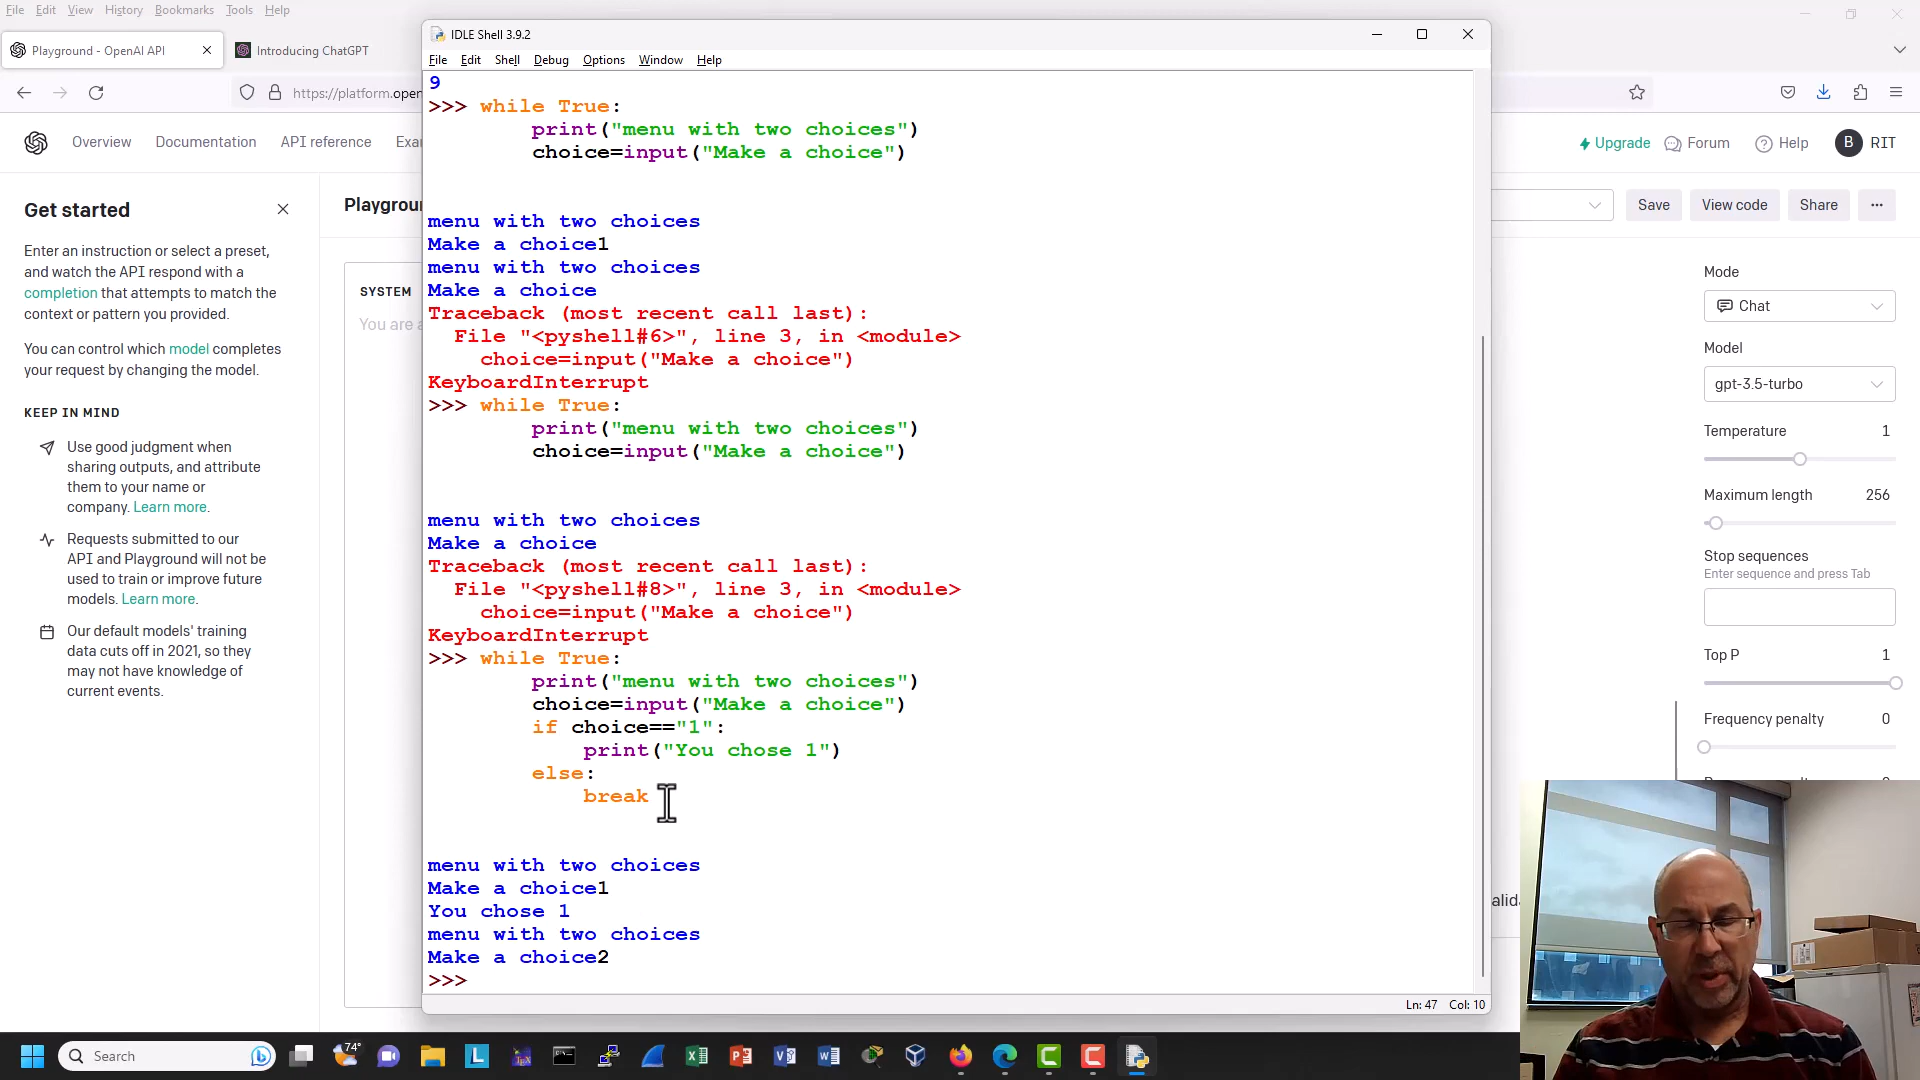 File Edit View History Bookmarks Tools Help
Playground - OpenAI API
Introducing ChatGPT
https://platform.open
Overview Documentation API reference Exa
Upgrade Forum Help B RIT
Get started
Enter an instruction or select a preset,
and watch the API respond with a
completion that attempts to match the
context or pattern you provided.
You can control which model completes
your request by changing the model.
KEEP IN MIND
Use good judgment when
sharing outputs, and attribute
them to your name or
company. Learn more.
Requests submitted to our
API and Playground will not be
used to train or improve future
models. Learn more.
Our default models' training
data cuts off in 2021, so they
may not have knowledge of
current events.
Playgrou
SYSTEM
You are a
IDLE Shell 3.9.2
File Edit Shell Debug Options Window Help
9
>>> while True:
print("menu with two choices")
choice=input("Make a choice")
menu with two choices
Make a choice1
menu with two choices
Make a choice
Traceback (most recent call last):
File "<pyshell#6>", line 3, in <module>
choice=input("Make a choice")
KeyboardInterrupt
>>> while True:
print("menu with two choices")
choice=input("Make a choice")
menu with two choices
Make a choice
Traceback (most recent call last):
File "<pyshell#8>", line 3, in <module>
choice=input("Make a choice")
KeyboardInterrupt
>>> while True:
print("menu with two choices")
choice=input("Make a choice")
if choice=="1":
print("You chose 1")
else:
break
menu with two choices
Make a choice1
You chose 1
menu with two choices
Make a choice2
>>>
Ln: 47 Col: 10
Save View code Share ...
Mode
Chat
Model
gpt-3.5-turbo
Temperature 1
Maximum length 256
Stop sequences
Enter sequence and press Tab
Top P 1
Frequency penalty 0
alid
Search
74°